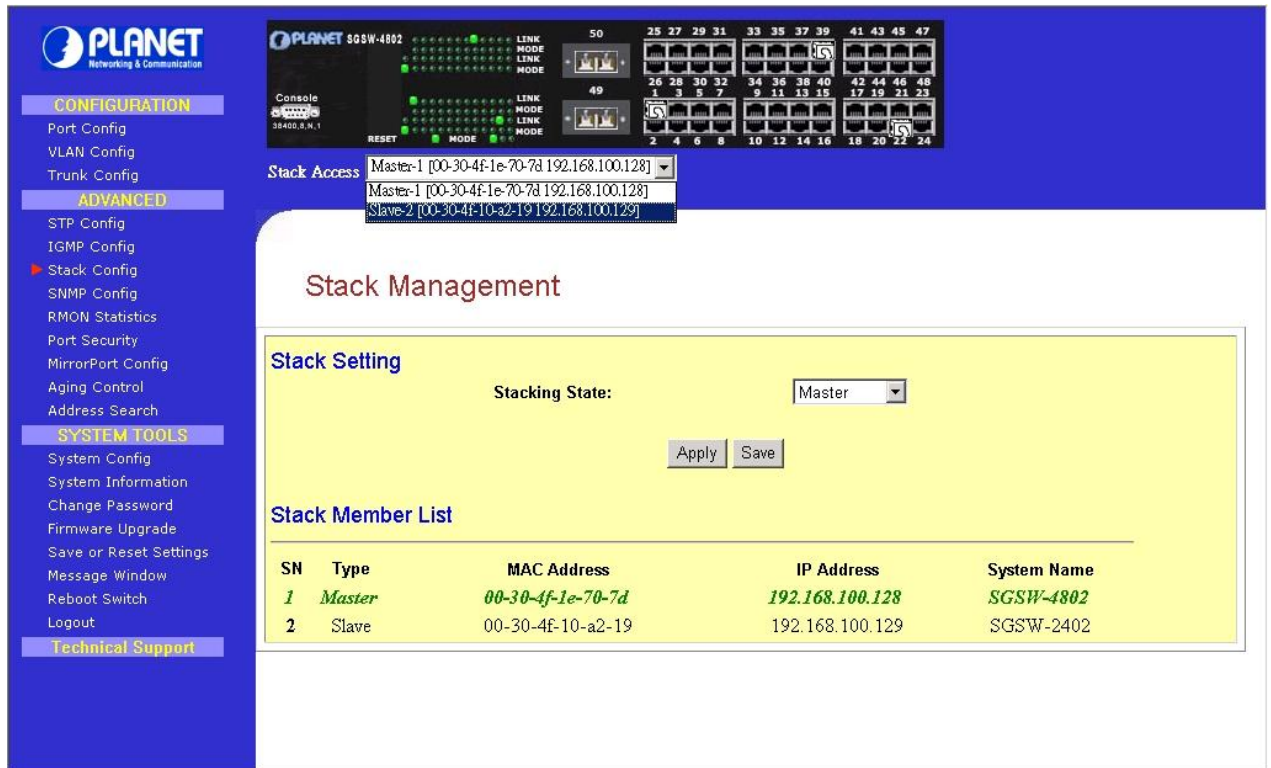 PLANET
Networking & Communication
CONFIGURATION
Port Config
VLAN Config
Trunk Config
ADVANCED
STP Config
IGMP Config
Stack Config
SNMP Config
RMON Statistics
Port Security
MirrorPort Config
Aging Control
Address Search
SYSTEM TOOLS
System Config
System Information
Change Password
Firmware Upgrade
Save or Reset Settings
Message Window
Reboot Switch
Logout
Technical Support
PLANET SGSW-4802
LINK
MODE
LINK
MODE
50
25 27 29 31 33 35 37 39 41 43 45 47
26 28 30 32 34 36 38 40 42 44 46 48
Console
38400,8,N,1
LINK
MODE
LINK
MODE
RESET MODE
49
1 3 5 7 9 11 13 15 17 19 21 23
2 4 6 8 10 12 14 16 18 20 22 24
Stack Access Master-1 [00-30-4f-1e-70-7d 192.168.100.128]
Master-1 [00-30-4f-1e-70-7d 192.168.100.128]
Slave-2 [00-30-4f-10-a2-19 192.168.100.129]
Stack Management
Stack Setting
Stacking State: Master
Apply Save
Stack Member List
SN Type MAC Address IP Address System Name
1 Master 00-30-4f-1e-70-7d 192.168.100.128 SGSW-4802
2 Slave 00-30-4f-10-a2-19 192.168.100.129 SGSW-2402